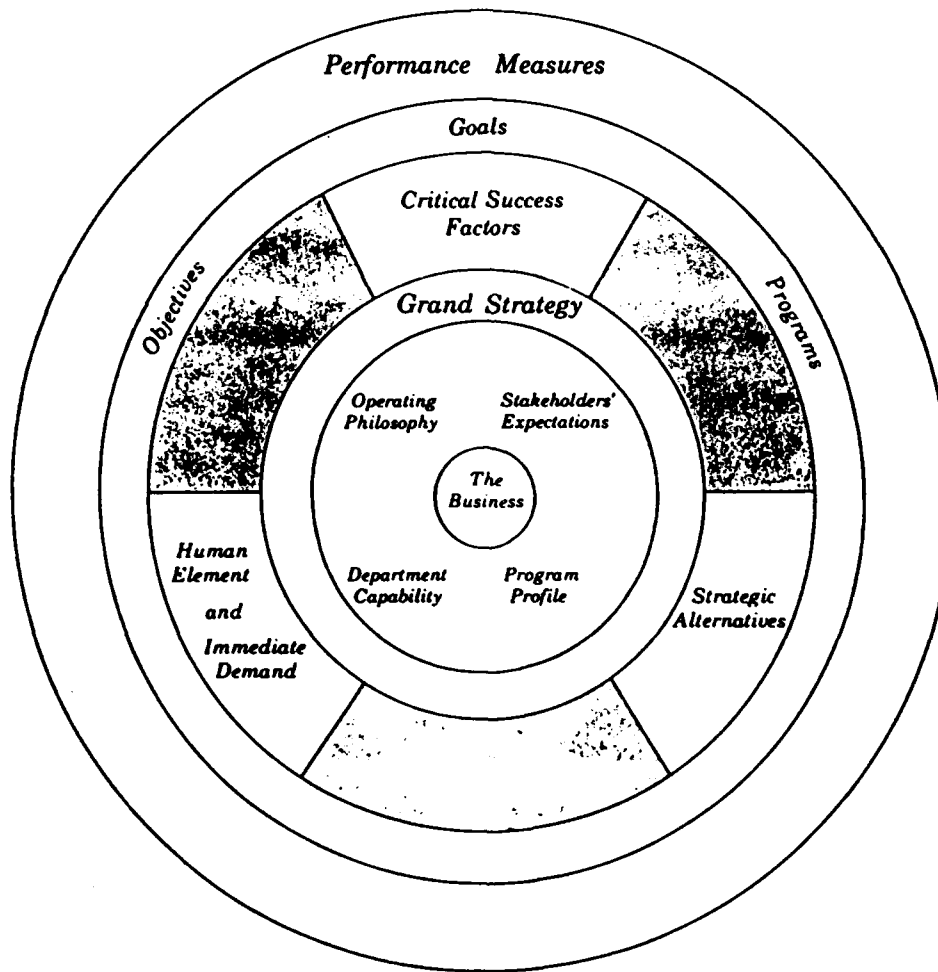 Performance Measures
Goals
Critical Success
Factors
Objectives
Programs
Grand Strategy
Operating
Philosophy
Stakeholders'
Expectations
The
Business
Department
Capability
Program
Profile
Human
Element
and
Immediate
Demand
Strategic
Alternatives